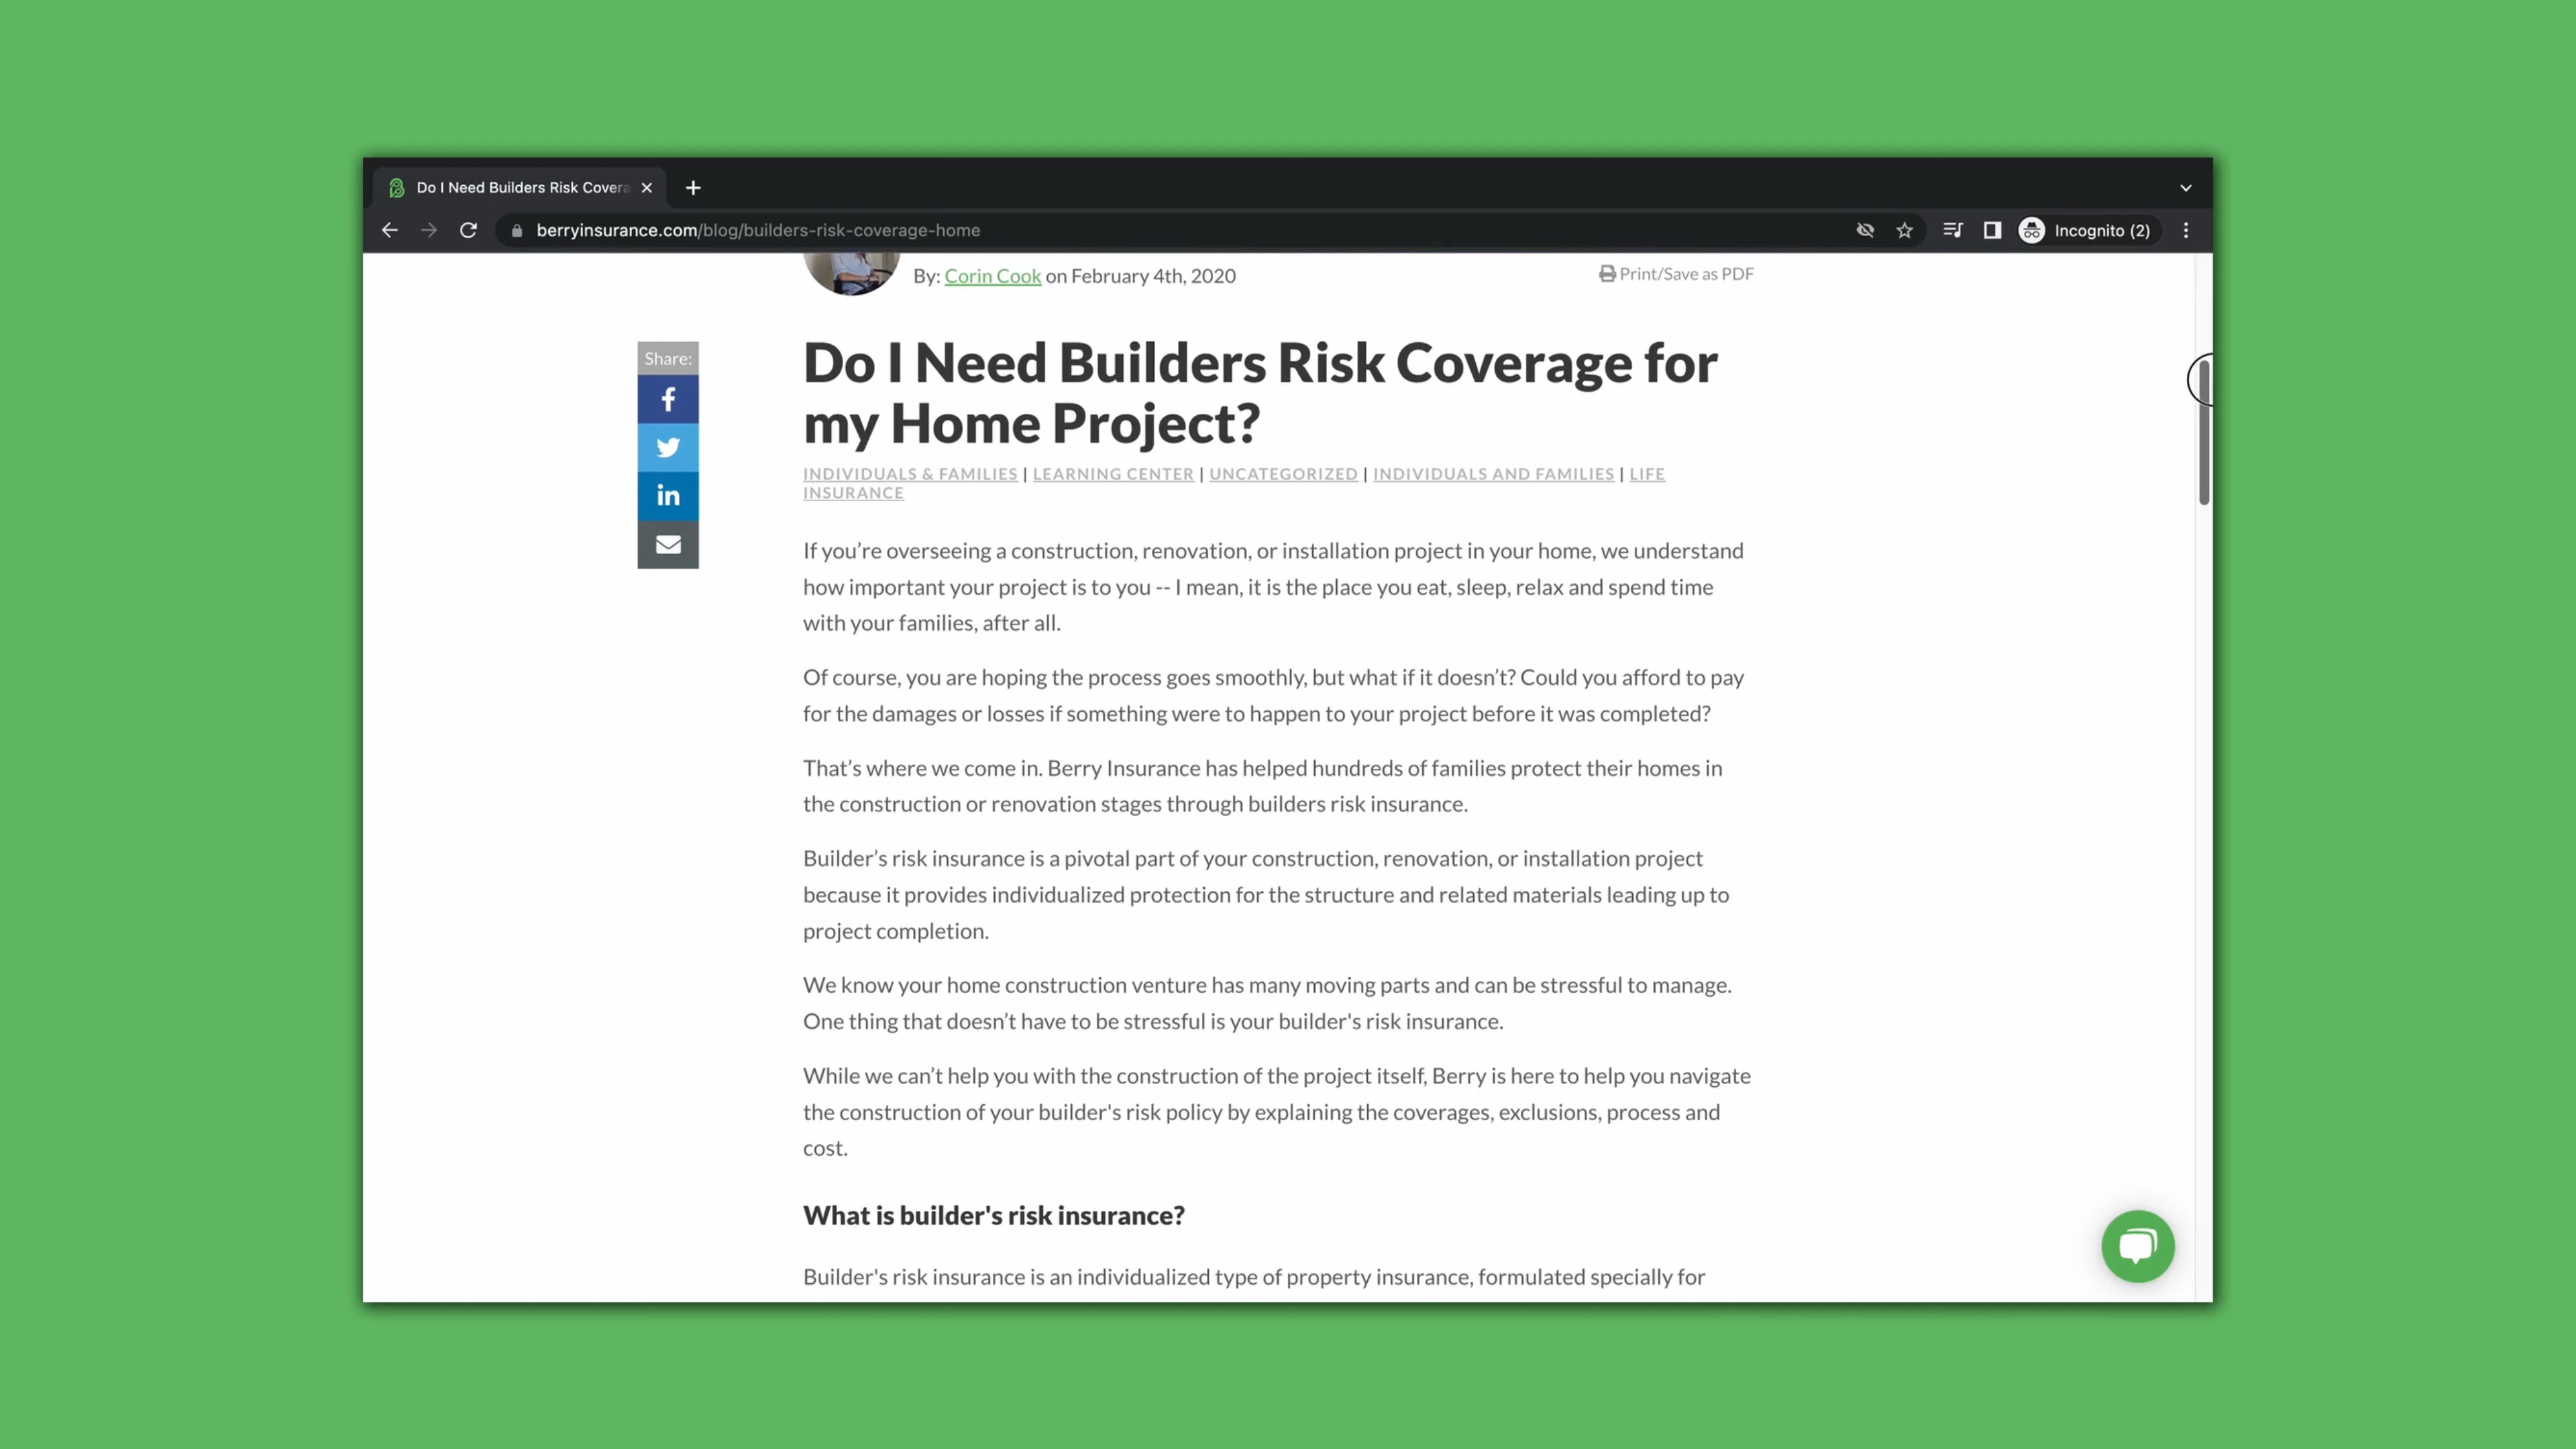 Do I Need Builders Risk Covera
berryinsurance.com/blog/builders-risk-coverage-home
Incognito (2)
By: Corin Cook on February 4th, 2020
Print/Save as PDF
Share:
Do I Need Builders Risk Coverage for
my Home Project?
INDIVIDUALS & FAMILIES | LEARNING CENTER | UNCATEGORIZED | INDIVIDUALS AND FAMILIES | LIFE
INSURANCE
If you’re overseeing a construction, renovation, or installation project in your home, we understand
how important your project is to you -- I mean, it is the place you eat, sleep, relax and spend time
with your families, after all.
Of course, you are hoping the process goes smoothly, but what if it doesn’t? Could you afford to pay
for the damages or losses if something were to happen to your project before it was completed?
That’s where we come in. Berry Insurance has helped hundreds of families protect their homes in
the construction or renovation stages through builders risk insurance.
Builder’s risk insurance is a pivotal part of your construction, renovation, or installation project
because it provides individualized protection for the structure and related materials leading up to
project completion.
We know your home construction venture has many moving parts and can be stressful to manage.
One thing that doesn’t have to be stressful is your builder's risk insurance.
While we can’t help you with the construction of the project itself, Berry is here to help you navigate
the construction of your builder's risk policy by explaining the coverages, exclusions, process and
cost.
What is builder's risk insurance?
Builder's risk insurance is an individualized type of property insurance, formulated specially for